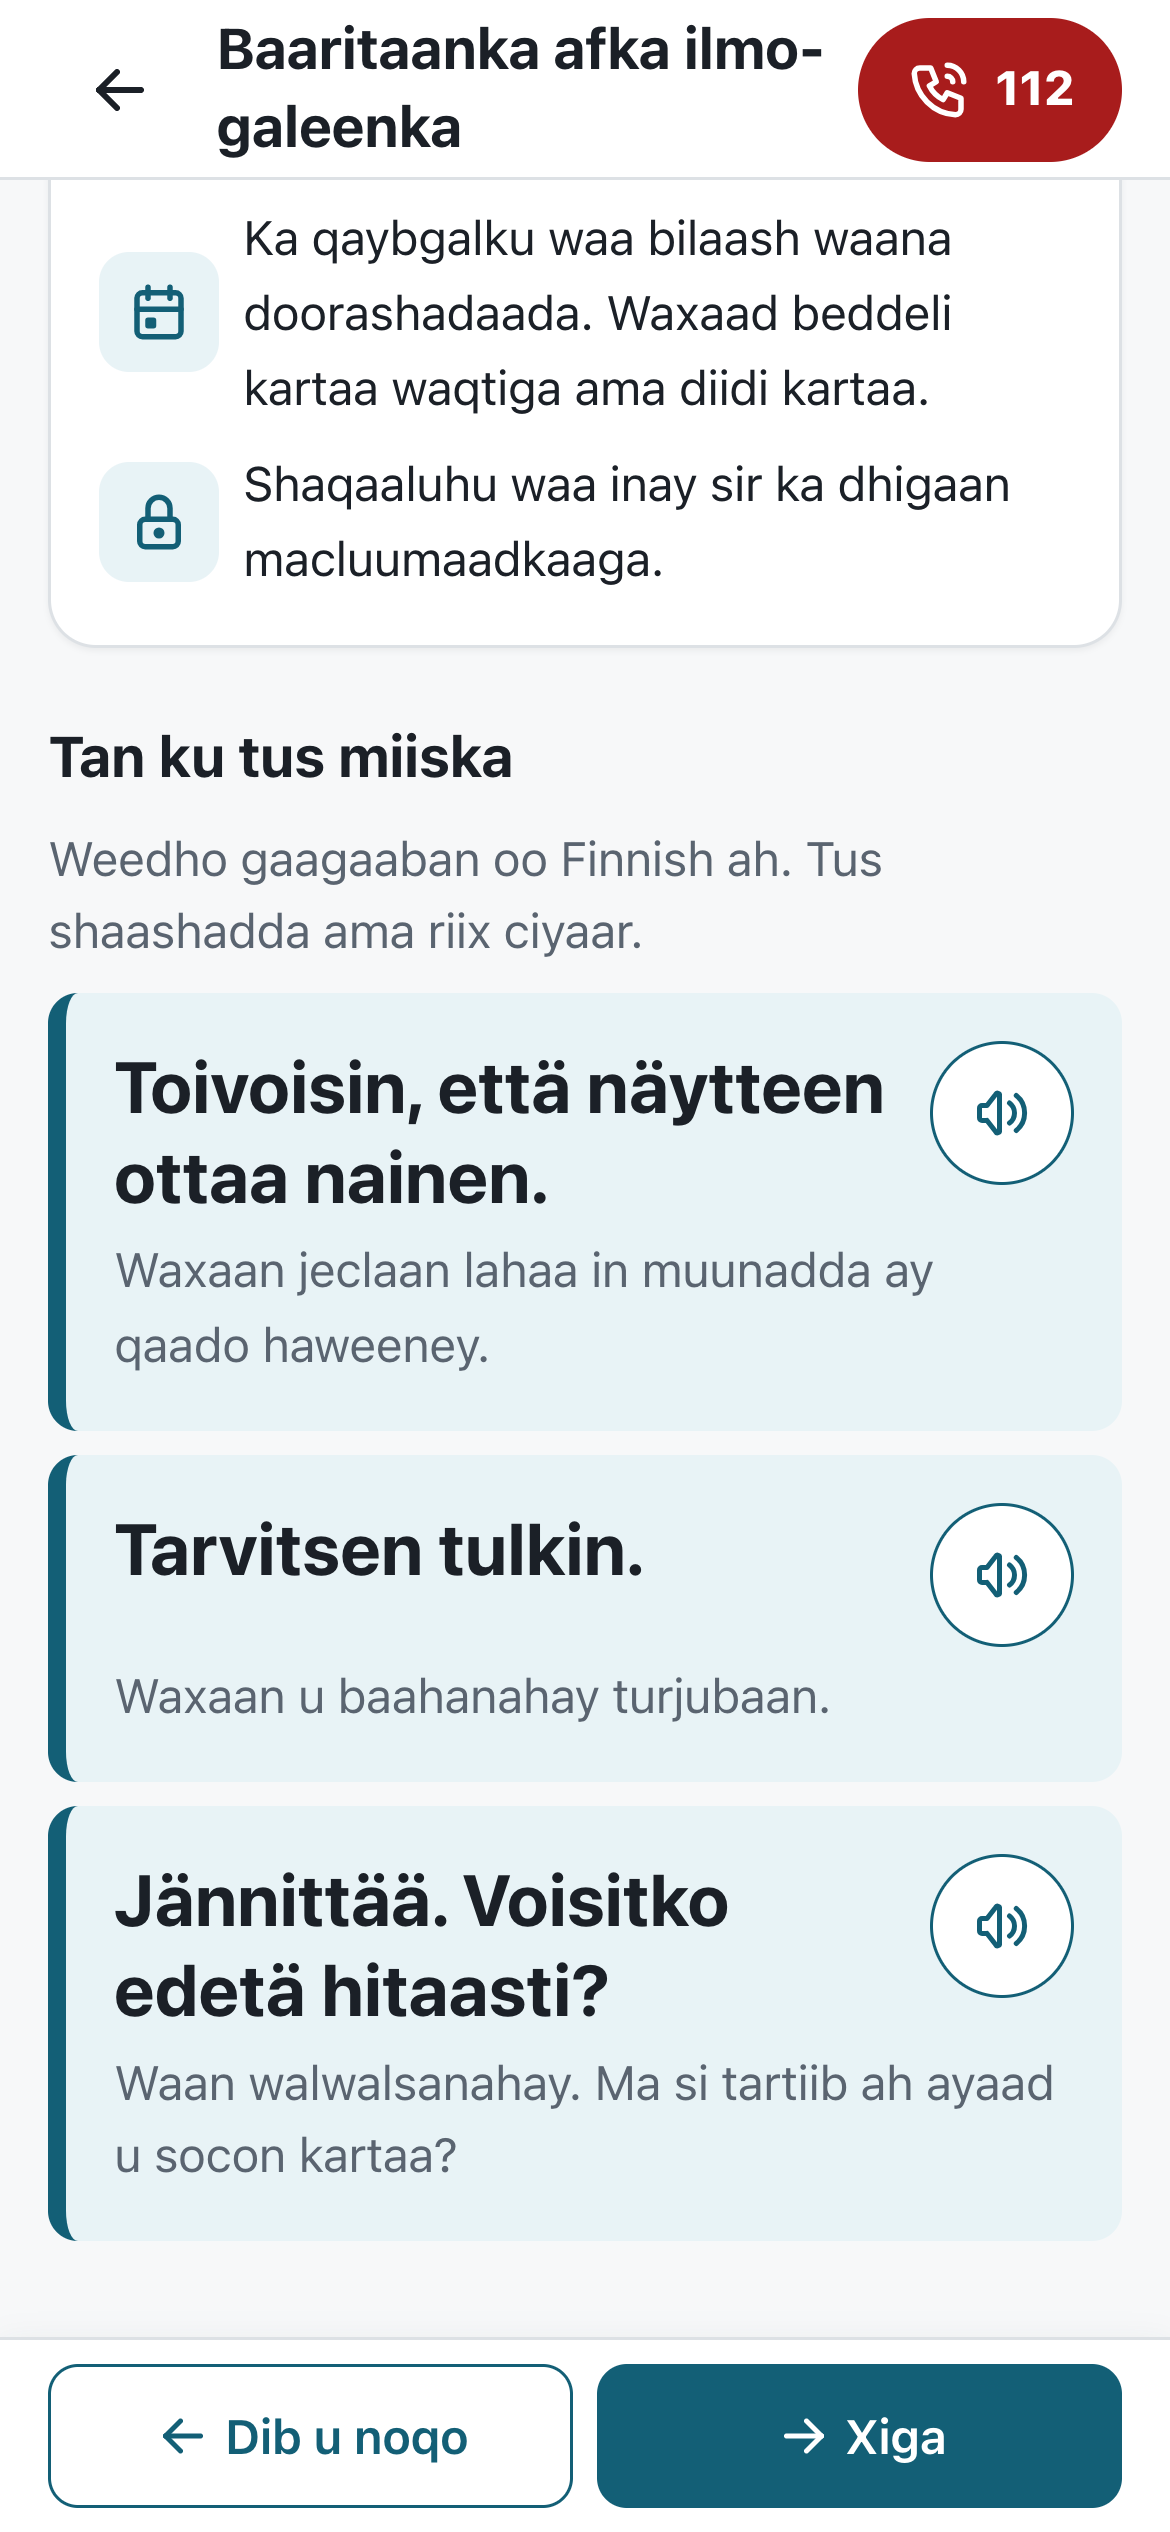 Baaritaanka afka ilmo-
galeenka
112
Ka qaybgalku waa bilaash waana
doorashadaada. Waxaad beddeli
kartaa waqtiga ama diidi kartaa.
Shaqaaluhu waa inay sir ka dhigaan
macluumaadkaaga.
Tan ku tus miiska
Weedho gaagaaban oo Finnish ah. Tus
shaashadda ama riix ciyaar.
Toivoisin, että näytteen
ottaa nainen.
Waxaan jeclaan lahaa in muunadda ay
qaado haweeney.
Tarvitsen tulkin.
Waxaan u baahanahay turjubaan.
Jännittää. Voisitko
edetä hitaasti?
Waan walwalsanahay. Ma si tartiib ah ayaad
u socon kartaa?
Dib u noqo
Xiga